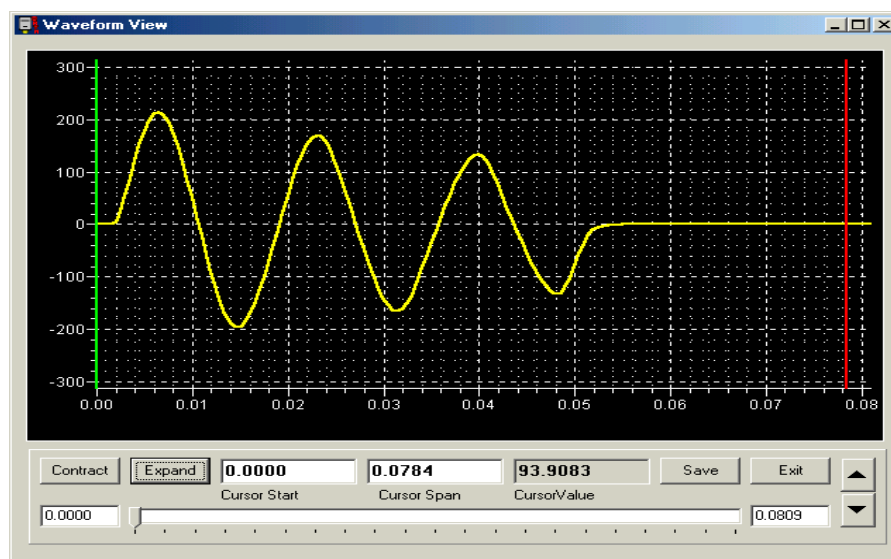 Waveform View
300
200
100
0
-100
-200
-300
0.00 0.01 0.02 0.03 0.04 0.05 0.06 0.07 0.08
Contract Expand 0.0000 0.0784 93.9083 Save Exit
Cursor Start Cursor Span CursorValue
0.0000 0.0809